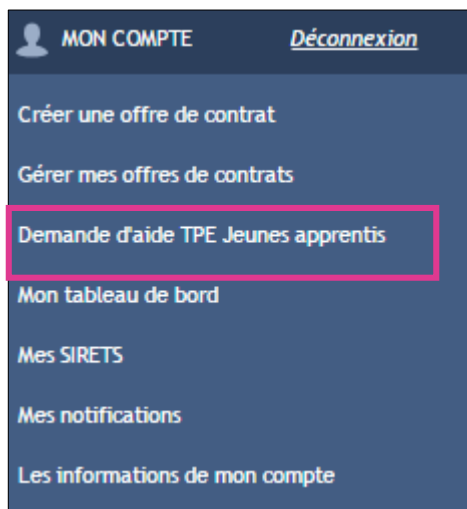 MON COMPTE Déconnexion
Créer une offre de contrat
Gérer mes offres de contrats
Demande d'aide TPE Jeunes apprentis
Mon tableau de bord
Mes SIRETS
Mes notifications
Les informations de mon compte